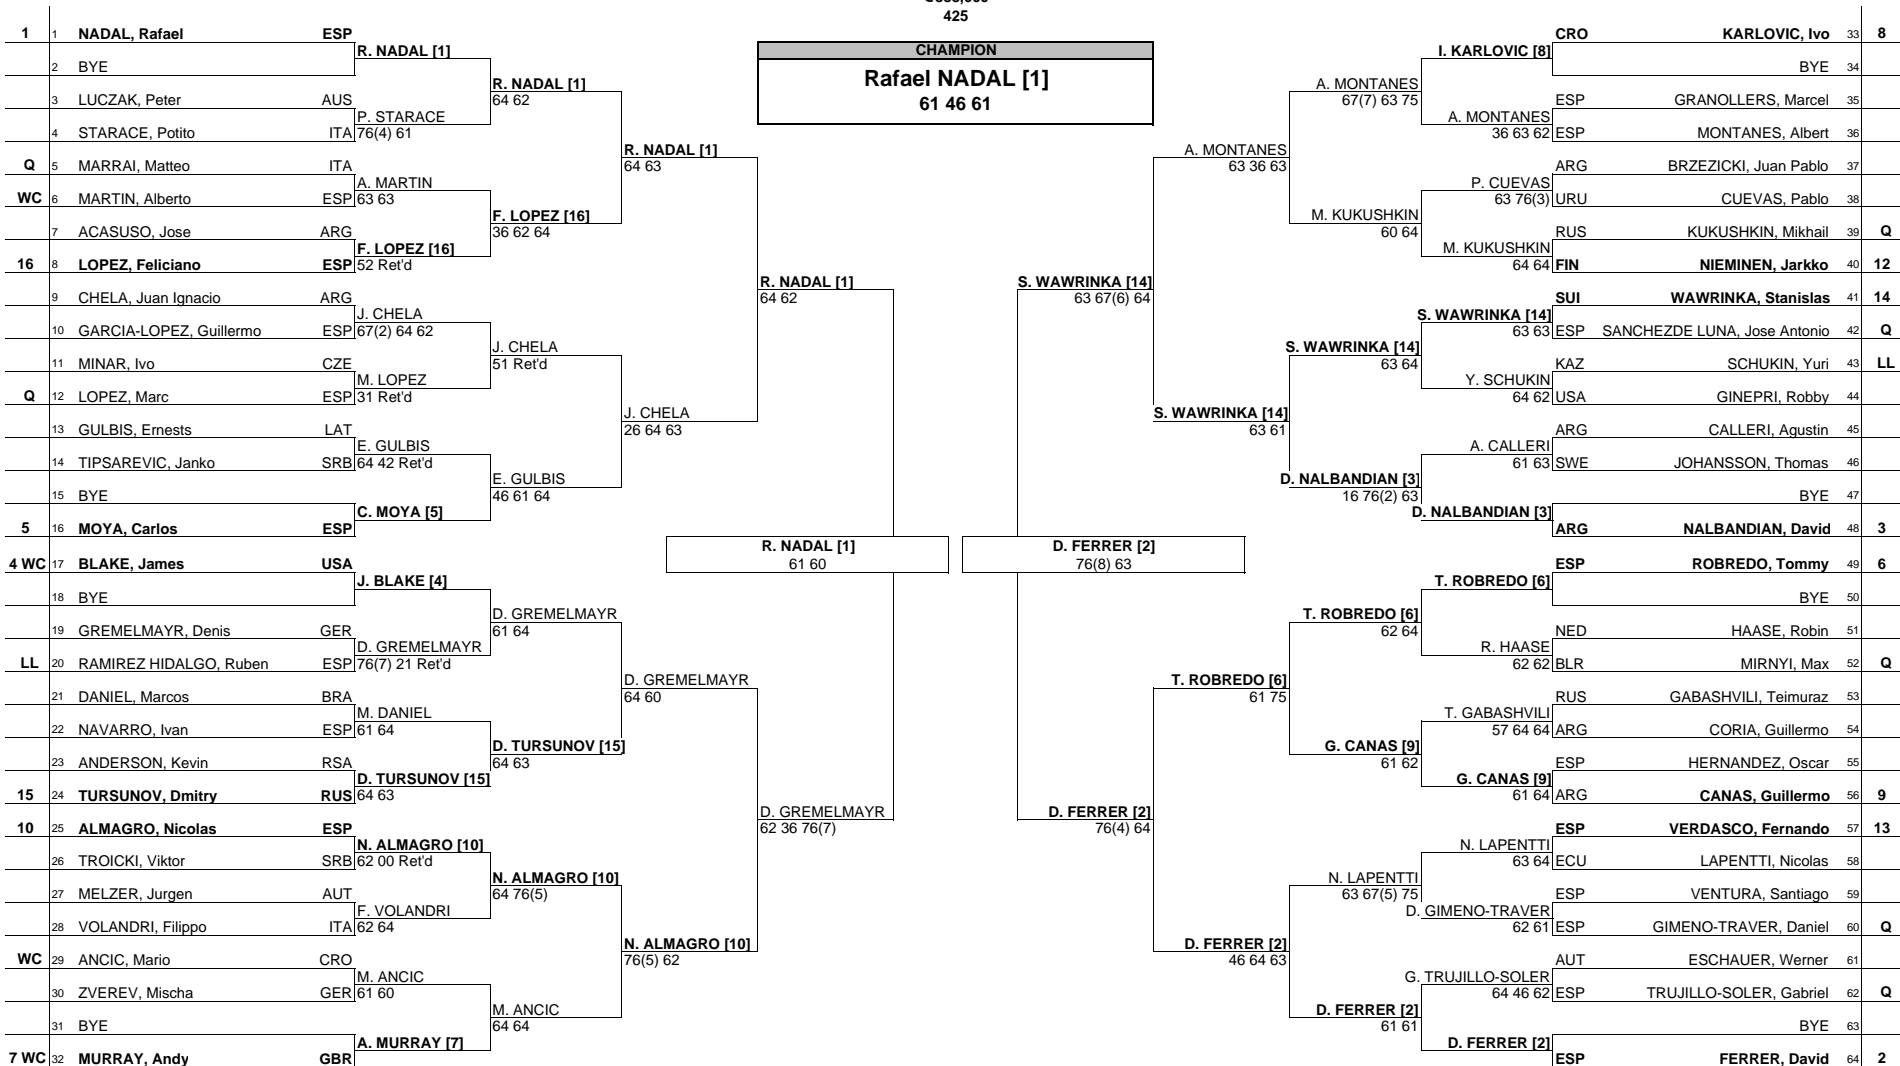 425
CHAMPION
Rafael NADAL [1]
61 46 61
1 1 NADAL, Rafael ESP
R. NADAL [1]
2 BYE
R. NADAL [1]
64 62
3 LUCZAK, Peter AUS
P. STARACE
4 STARACE, Potito ITA 76(4) 61
R. NADAL [1]
64 63
Q 5 MARRAI, Matteo ITA
A. MARTIN
WC 6 MARTIN, Alberto ESP 63 63
F. LOPEZ [16]
36 62 64
7 ACASUSO, Jose ARG
F. LOPEZ [16]
16 8 LOPEZ, Feliciano ESP 52 Ret'd
R. NADAL [1]
64 62
9 CHELA, Juan Ignacio ARG
J. CHELA
10 GARCIA-LOPEZ, Guillermo ESP 67(2) 64 62
J. CHELA
51 Ret'd
11 MINAR, Ivo CZE
M. LOPEZ
Q 12 LOPEZ, Marc ESP 31 Ret'd
J. CHELA
26 64 63
13 GULBIS, Ernests LAT
E. GULBIS
14 TIPSAREVIC, Janko SRB 64 42 Ret'd
E. GULBIS
46 61 64
15 BYE
C. MOYA [5]
5 16 MOYA, Carlos ESP
R. NADAL [1]
61 60
4 WC 17 BLAKE, James USA
J. BLAKE [4]
18 BYE
D. GREMELMAYR
61 64
19 GREMELMAYR, Denis GER
D. GREMELMAYR
LL 20 RAMIREZ HIDALGO, Ruben ESP 76(7) 21 Ret'd
D. GREMELMAYR
64 60
21 DANIEL, Marcos BRA
M. DANIEL
22 NAVARRO, Ivan ESP 61 64
D. TURSUNOV [15]
64 63
23 ANDERSON, Kevin RSA
D. TURSUNOV [15]
15 24 TURSUNOV, Dmitry RUS 64 63
D. GREMELMAYR
62 36 76(7)
10 25 ALMAGRO, Nicolas ESP
N. ALMAGRO [10]
26 TROICKI, Viktor SRB 62 00 Ret'd
N. ALMAGRO [10]
64 76(5)
27 MELZER, Jurgen AUT
F. VOLANDRI
28 VOLANDRI, Filippo ITA 62 64
N. ALMAGRO [10]
76(5) 62
WC 29 ANCIC, Mario CRO
M. ANCIC
30 ZVEREV, Mischa GER 61 60
M. ANCIC
64 64
31 BYE
A. MURRAY [7]
7 WC 32 MURRAY, Andy GBR
CRO KARLOVIC, Ivo 33 8
I. KARLOVIC [8]
BYE 34
A. MONTANES
67(7) 63 75
ESP GRANOLLERS, Marcel 35
A. MONTANES
36 63 62 ESP MONTANES, Albert 36
A. MONTANES
63 36 63
ARG BRZEZICKI, Juan Pablo 37
P. CUEVAS
63 76(3) URU CUEVAS, Pablo 38
M. KUKUSHKIN
60 64
RUS KUKUSHKIN, Mikhail 39 Q
M. KUKUSHKIN
64 64 FIN NIEMINEN, Jarkko 40 12
S. WAWRINKA [14]
63 67(6) 64
SUI WAWRINKA, Stanislas 41 14
S. WAWRINKA [14]
63 63 ESP SANCHEZDE LUNA, Jose Antonio 42 Q
S. WAWRINKA [14]
63 64
KAZ SCHUKIN, Yuri 43 LL
Y. SCHUKIN
64 62 USA GINEPRI, Robby 44
S. WAWRINKA [14]
63 61
ARG CALLERI, Agustin 45
A. CALLERI
61 63 SWE JOHANSSON, Thomas 46
D. NALBANDIAN [3]
16 76(2) 63
BYE 47
D. NALBANDIAN [3]
ARG NALBANDIAN, David 48 3
D. FERRER [2]
76(8) 63
ESP ROBREDO, Tommy 49 6
T. ROBREDO [6]
BYE 50
T. ROBREDO [6]
62 64
NED HAASE, Robin 51
R. HAASE
62 62 BLR MIRNYI, Max 52 Q
T. ROBREDO [6]
61 75
RUS GABASHVILI, Teimuraz 53
T. GABASHVILI
57 64 64 ARG CORIA, Guillermo 54
G. CANAS [9]
61 62
ESP HERNANDEZ, Oscar 55
G. CANAS [9]
61 64 ARG CANAS, Guillermo 56 9
D. FERRER [2]
76(4) 64
ESP VERDASCO, Fernando 57 13
N. LAPENTTI
63 64 ECU LAPENTTI, Nicolas 58
N. LAPENTTI
63 67(5) 75
ESP VENTURA, Santiago 59
D. GIMENO-TRAVER
62 61 ESP GIMENO-TRAVER, Daniel 60 Q
D. FERRER [2]
46 64 63
AUT ESCHAUER, Werner 61
G. TRUJILLO-SOLER
64 46 62 ESP TRUJILLO-SOLER, Gabriel 62 Q
D. FERRER [2]
61 61
BYE 63
D. FERRER [2]
ESP FERRER, David 64 2